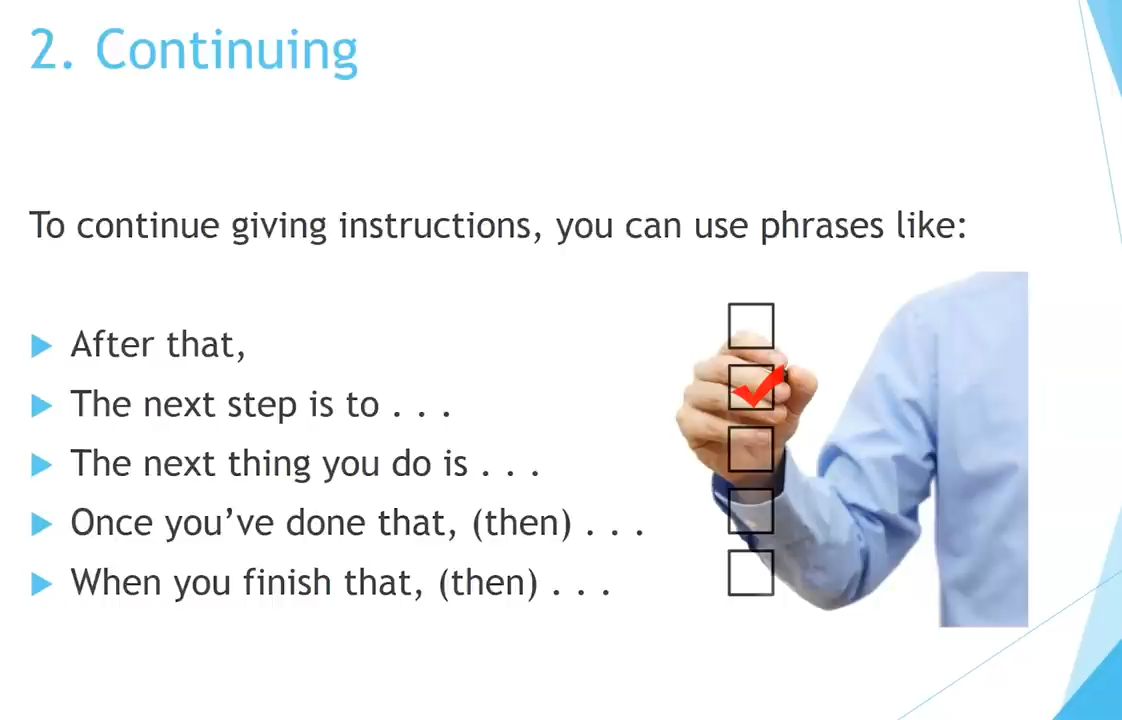 2. Continuing
To continue giving instructions, you can use phrases like:
After that,
The next step is to . . .
The next thing you do is . . .
Once you’ve done that, (then) . . .
When you finish that, (then) . . .